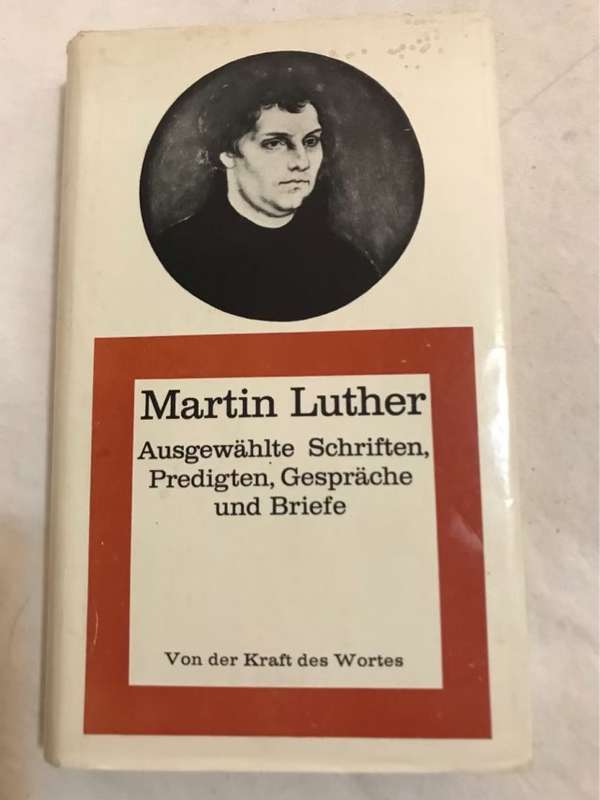 Martin Luther
Ausgewählte Schriften,
Predigten, Gespräche
und Briefe
Von der Kraft des Wortes